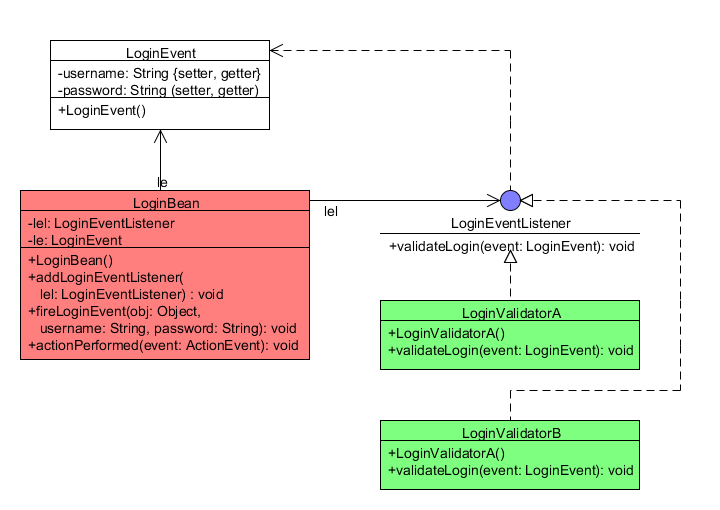 LoginEvent
-username: String {setter, getter}
-password: String (setter, getter)
+LoginEvent()
le
LoginBean
-lel: LoginEventListener
-le: LoginEvent
+LoginBean()
+addLoginEventListener(
lel: LoginEventListener) : void
+fireLoginEvent(obj: Object,
username: String, password: String): void
+actionPerformed(event: ActionEvent): void
lel
LoginEventListener
+validateLogin(event: LoginEvent): void
LoginValidatorA
+LoginValidatorA()
+validateLogin(event: LoginEvent): void
LoginValidatorB
+LoginValidatorA()
+validateLogin(event: LoginEvent): void